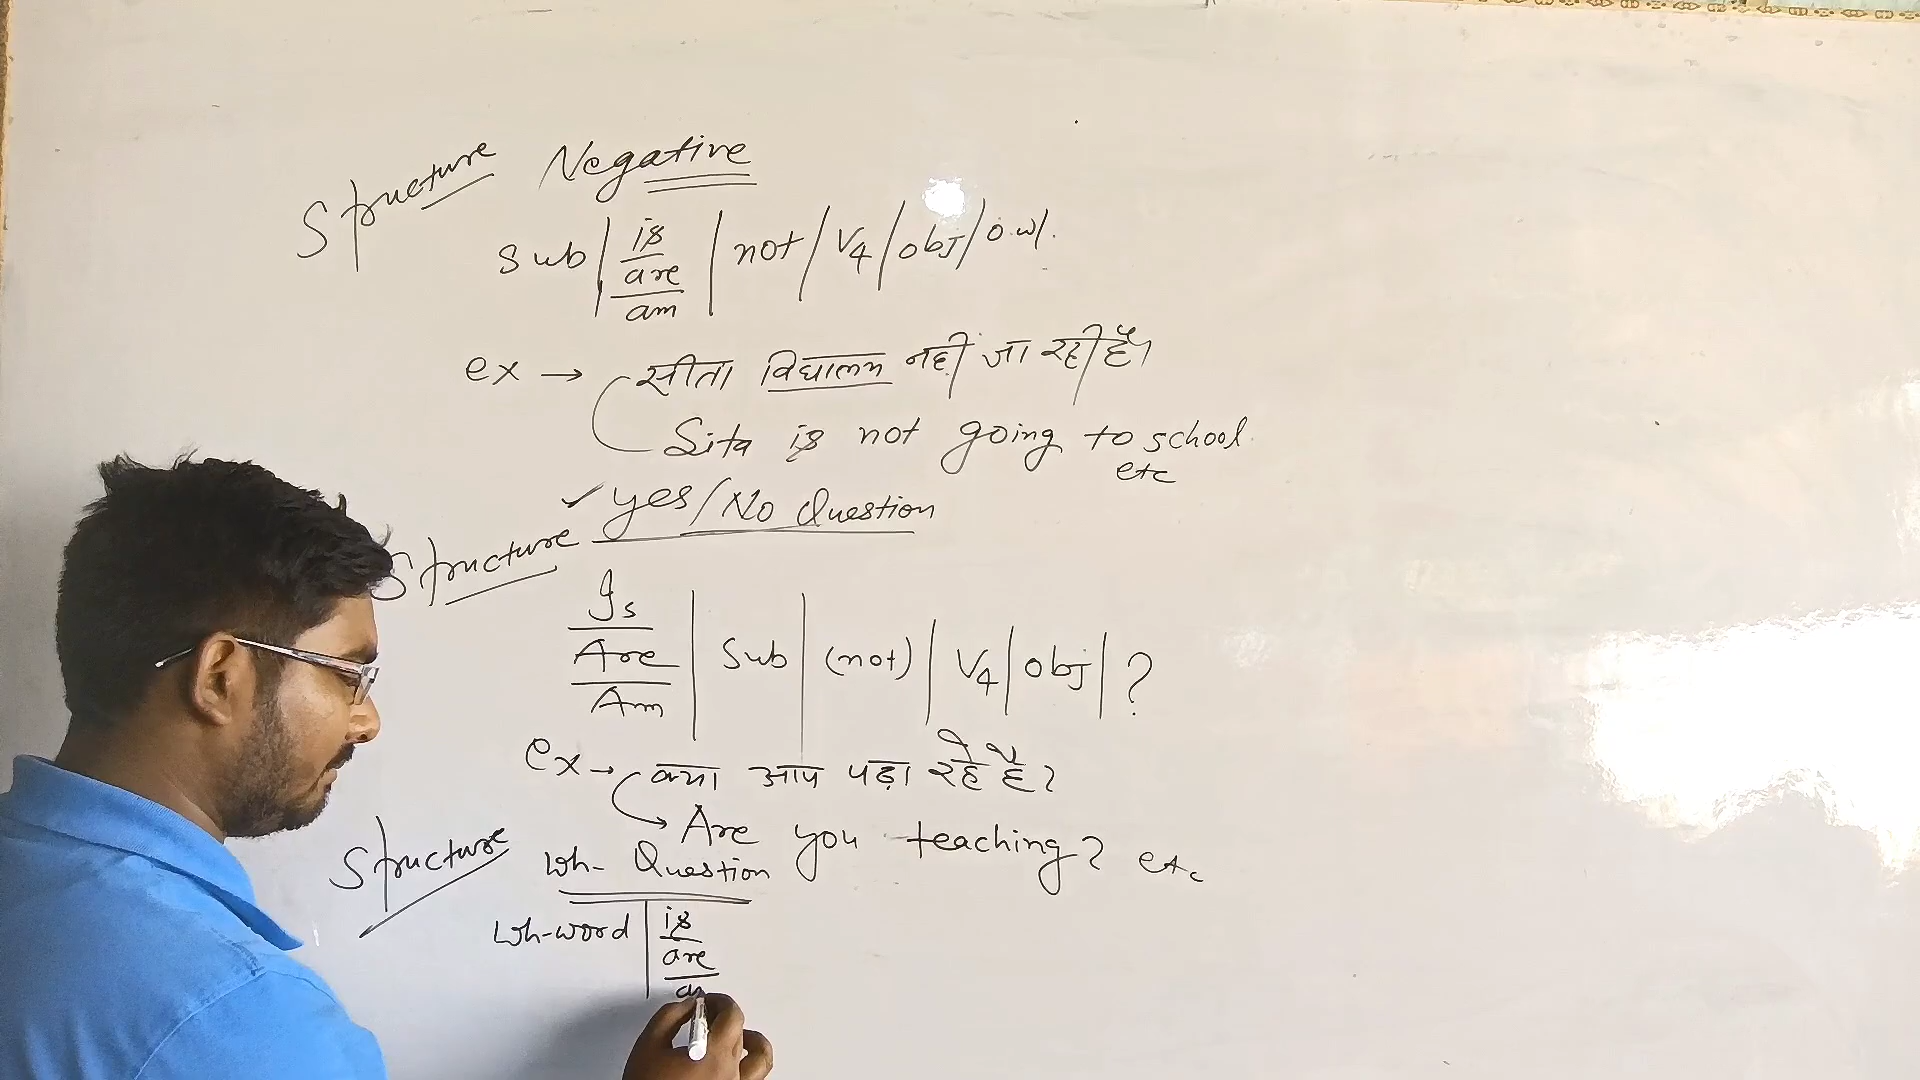 Structure Negative
Sub | is / are / am | not | V4 | obj | o.w.
ex → सीता विद्यालय नहीं जा रही है।
Sita is not going to school
etc
✓ yes/No Question
Structure
Is / Are / Am | Sub | (not) | V4 | obj | ?
ex → क्या आप पढ़ा रहे है?
→ Are you teaching? etc
Structure Wh- Question
Wh-word | is / are / a